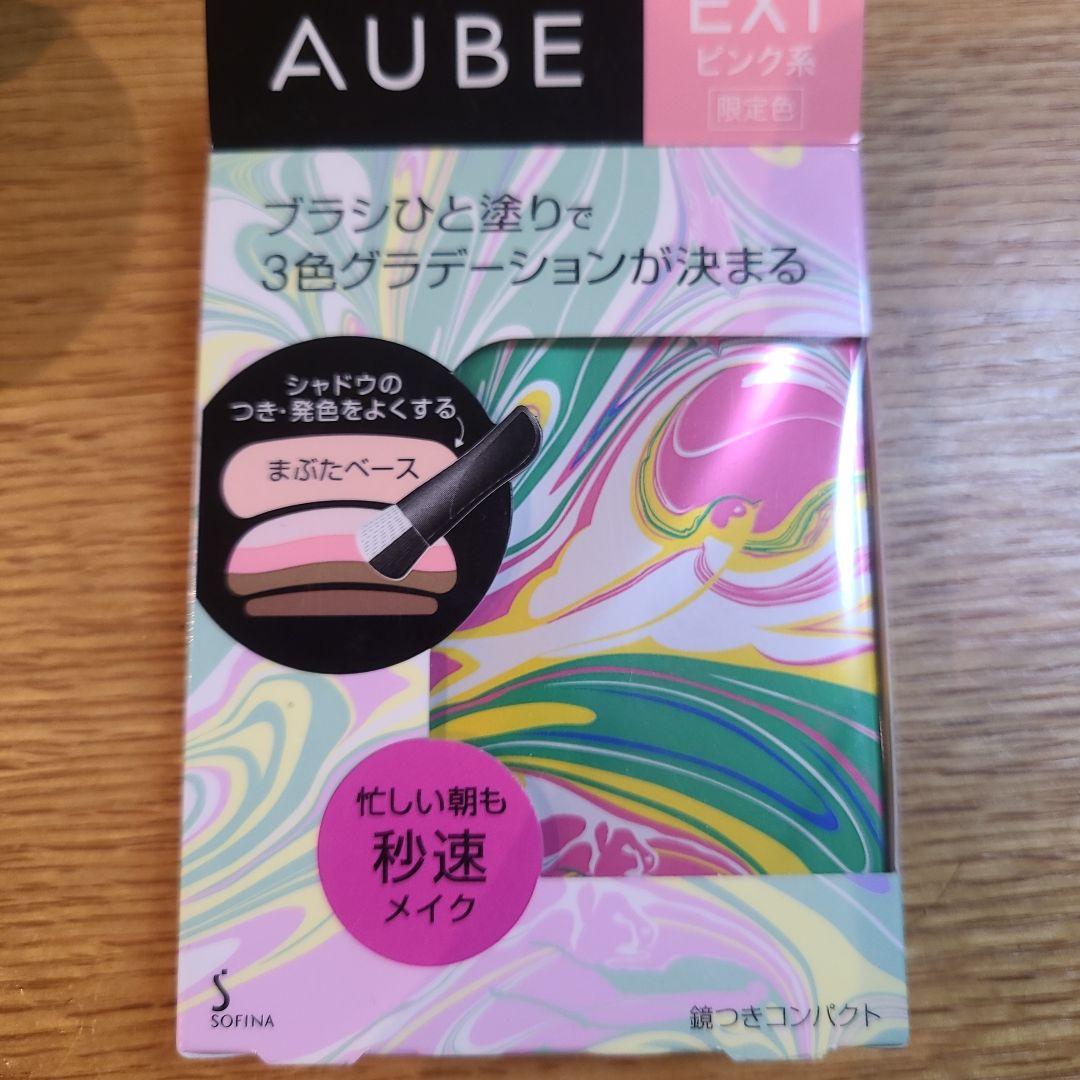 AUBE
EX1
ピンク系
限定色
ブラシひと塗りで
3色グラデーションが決まる
シャドウの
つき・発色をよくする
まぶたベース
忙しい朝も
秒速
メイク
SOFINA
鏡つきコンパクト